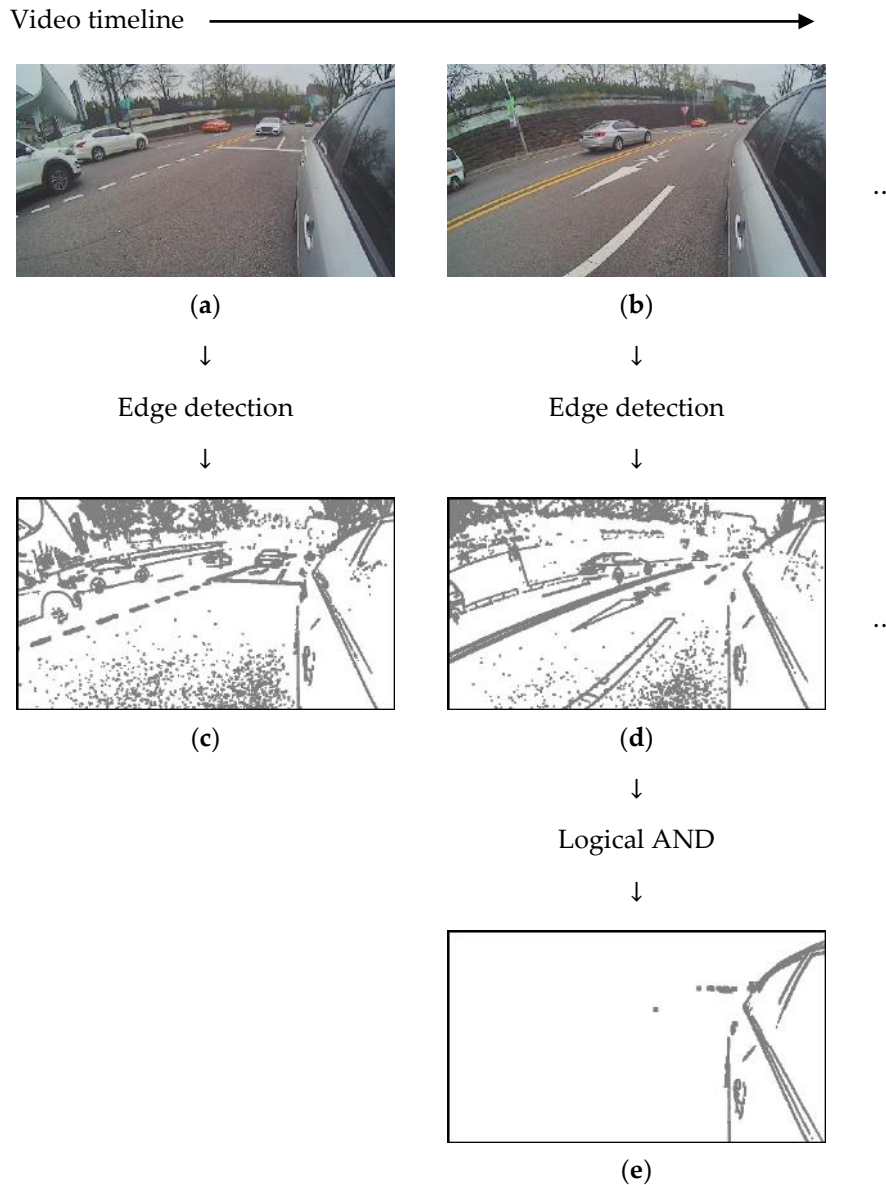 Video timeline
..
(a)
(b)
↓
↓
Edge detection
Edge detection
↓
↓
..
(c)
(d)
↓
Logical AND
↓
(e)